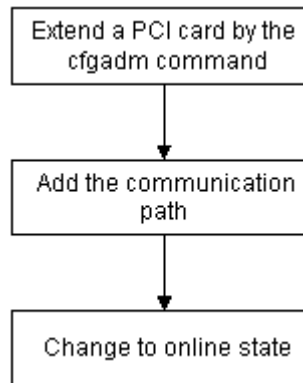 Extend a PCI card by the
cfgadm command
Add the communication
path
Change to online state